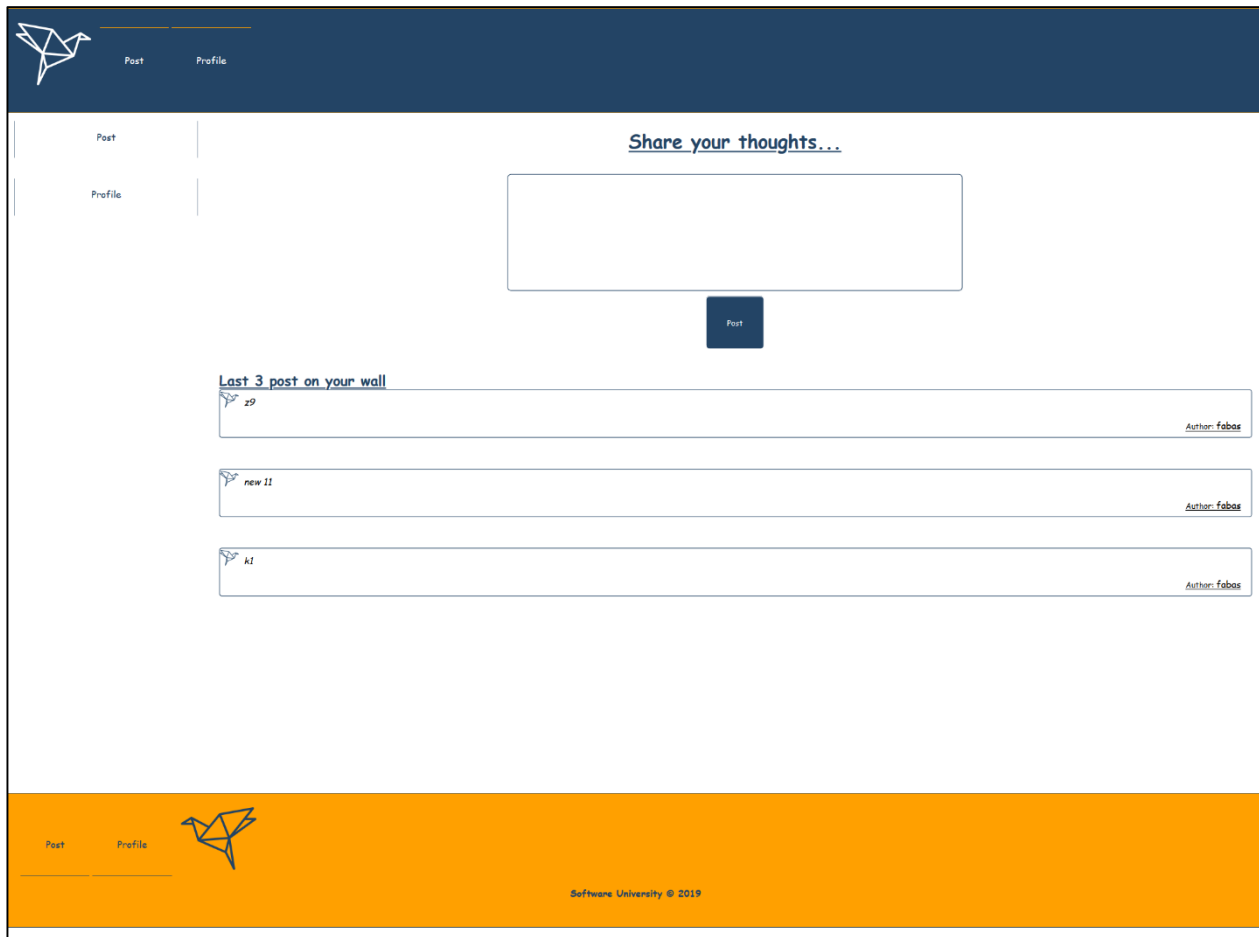 Post Profile
Post
Profile
Share your thoughts...
Post
Last 3 post on your wall
z9
Author: fabas
new 11
Author: fabas
k1
Author: fabas
Post Profile
Software University © 2019